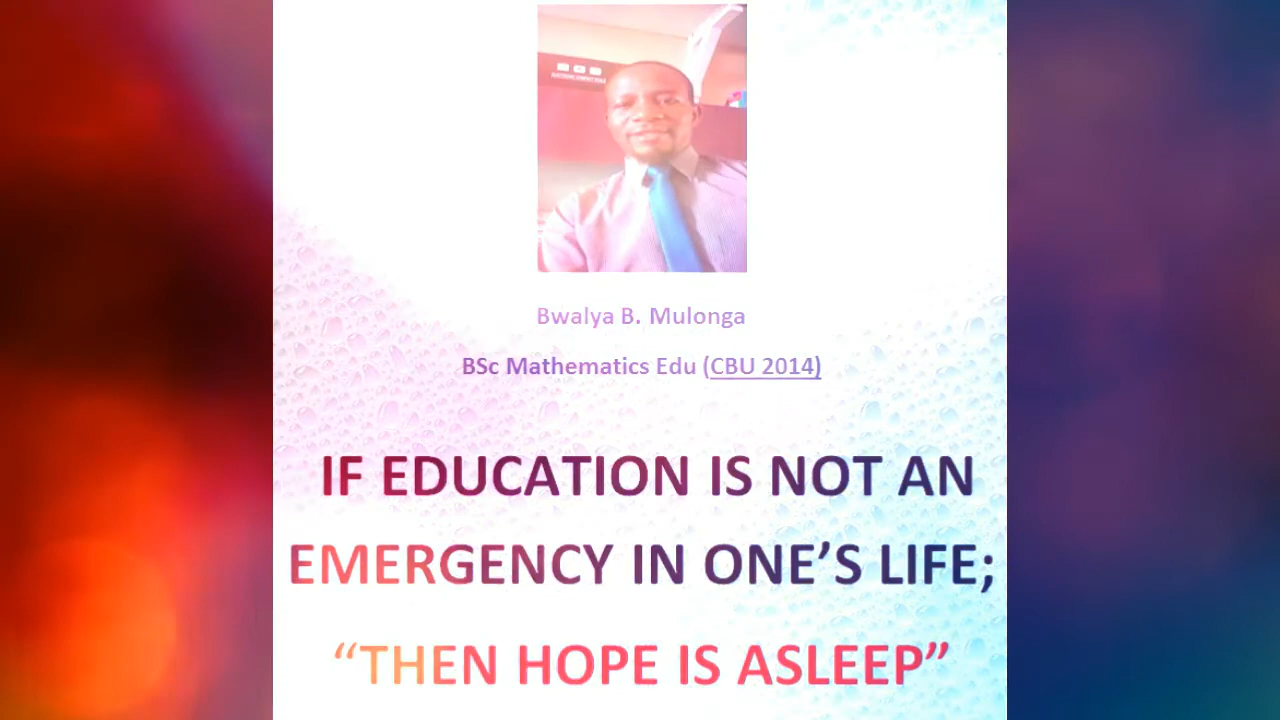 Bwalya B. Mulonga
BSc Mathematics Edu (CBU 2014)
IF EDUCATION IS NOT AN
EMERGENCY IN ONE’S LIFE;
“THEN HOPE IS ASLEEP”